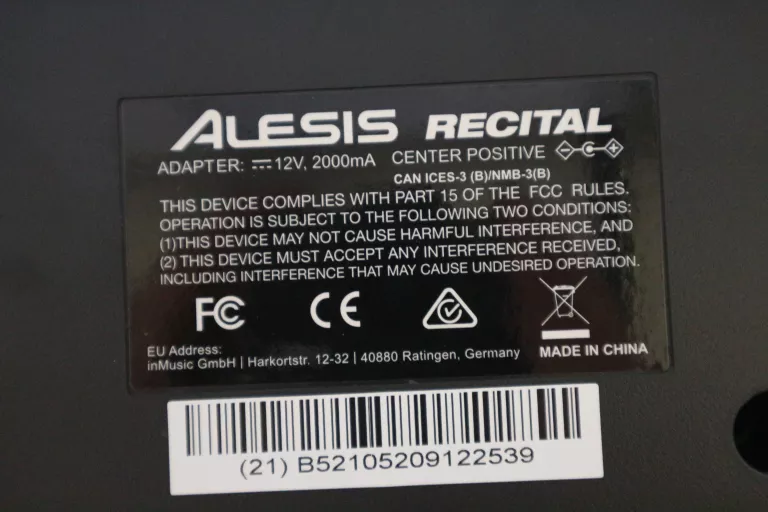 ALESIS RECITAL
ADAPTER: ⎓ 12V, 2000mA CENTER POSITIVE
CAN ICES-3 (B)/NMB-3(B)
THIS DEVICE COMPLIES WITH PART 15 OF THE FCC RULES.
OPERATION IS SUBJECT TO THE FOLLOWING TWO CONDITIONS:
(1)THIS DEVICE MAY NOT CAUSE HARMFUL INTERFERENCE, AND
(2) THIS DEVICE MUST ACCEPT ANY INTERFERENCE RECEIVED,
INCLUDING INTERFERENCE THAT MAY CAUSE UNDESIRED OPERATION.
FC CE
EU Address:
inMusic GmbH | Harkortstr. 12-32 | 40880 Ratingen, Germany
MADE IN CHINA
(21) B52105209122539